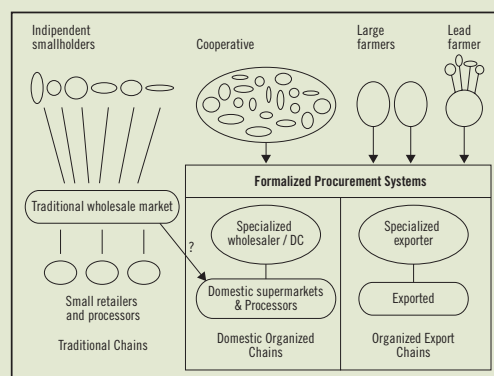 Indipendent
smallholders
Cooperative
Large
farmers
Lead
farmer
Formalized Procurement Systems
Traditional wholesale market
Specialized
wholesaler / DC
Specialized
exporter
?
Domestic supermarkets
& Processors
Exported
Small retailers
and processors
Traditional Chains
Domestic Organized
Chains
Organized Export
Chains